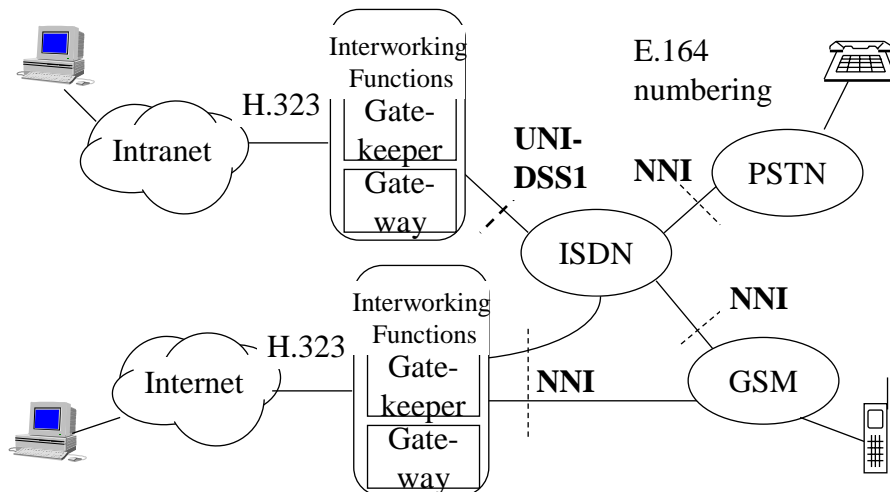 Interworking
Functions
Gate-
keeper
Gate-
way
H.323
Intranet
E.164
numbering
UNI-
DSS1
NNI
PSTN
ISDN
NNI
Interworking
Functions
Gate-
keeper
Gate-
way
H.323
Internet
NNI
GSM